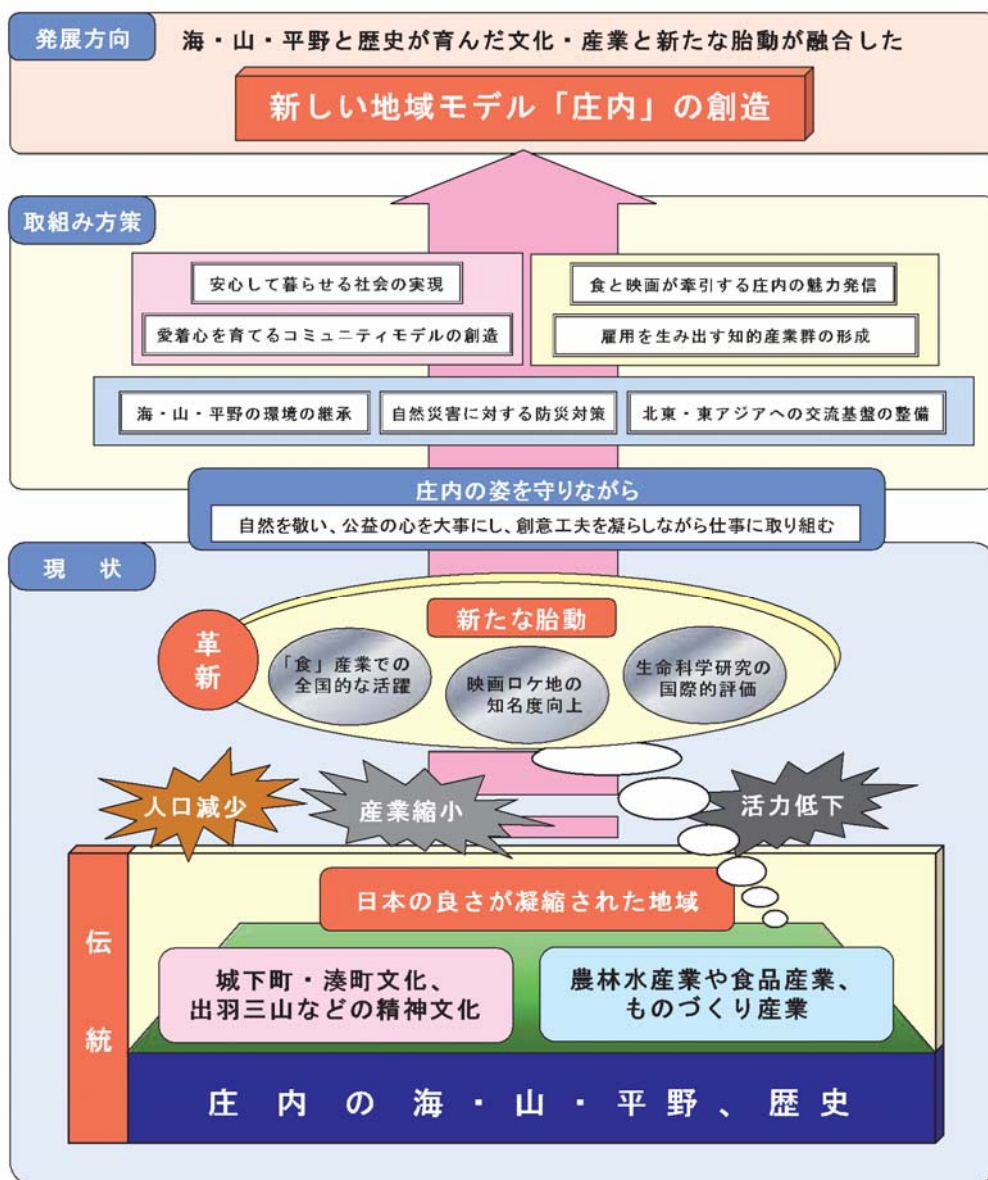 発展方向
海・山・平野と歴史が育んだ文化・産業と新たな胎動が融合した
新しい地域モデル「庄内」の創造
取組み方策
安心して暮らせる社会の実現
愛着心を育てるコミュニティモデルの創造
食と映画が牽引する庄内の魅力発信
雇用を生み出す知的産業群の形成
海・山・平野の環境の継承
自然災害に対する防災対策
北東・東アジアへの交流基盤の整備
庄内の姿を守りながら
自然を敬い、公益の心を大事にし、創意工夫を凝らしながら仕事に取り組む
現 状
革新
新たな胎動
「食」産業での
全国的な活躍
映画ロケ地の
知名度向上
生命科学研究の
国際的評価
人口減少
産業縮小
活力低下
伝統
日本の良さが凝縮された地域
城下町・湊町文化、
出羽三山などの精神文化
農林水産業や食品産業、
ものづくり産業
庄内の海・山・平野、歴史